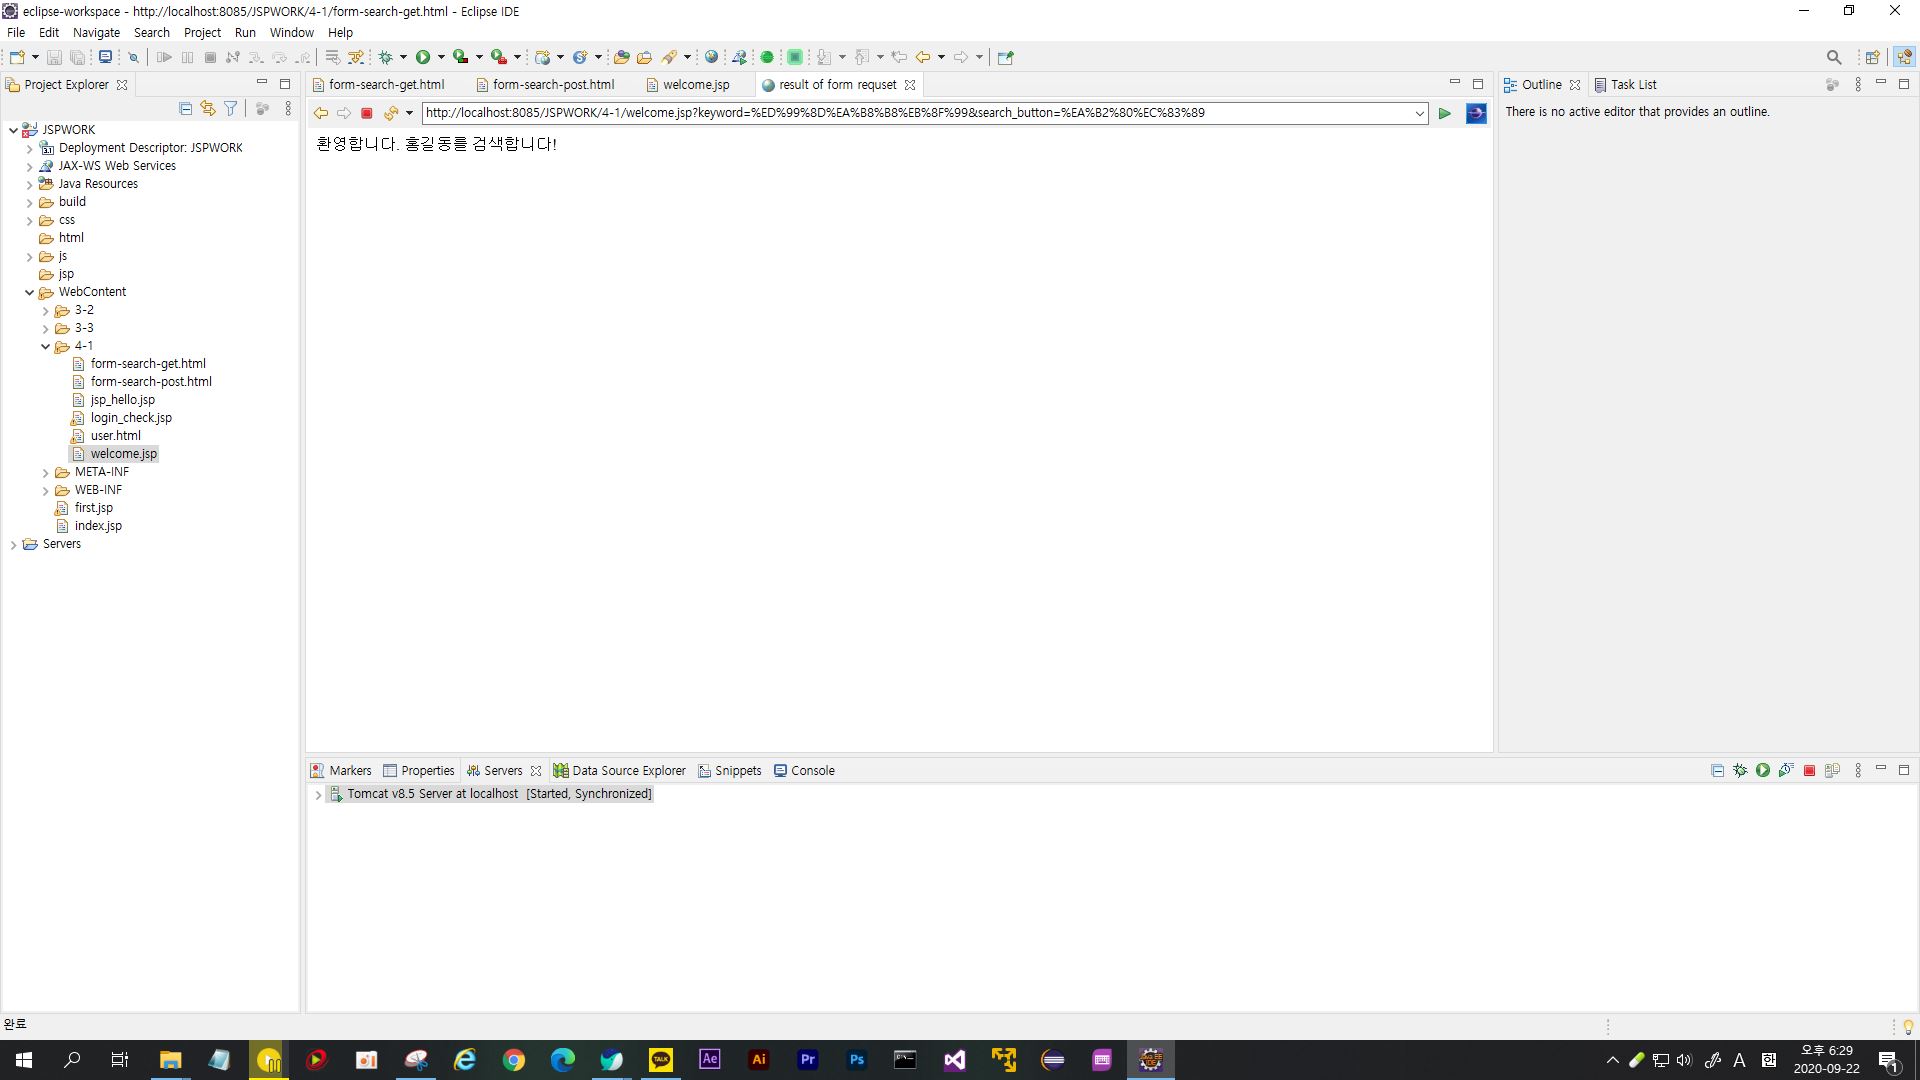 eclipse-workspace - http://localhost:8085/JSPWORK/4-1/form-search-get.html - Eclipse IDE
File Edit Navigate Search Project Run Window Help
Project Explorer
form-search-get.html form-search-post.html welcome.jsp result of form requset
Outline Task List
http://localhost:8085/JSPWORK/4-1/welcome.jsp?keyword=%ED%99%8D%EA%B8%B8%EB%8F%99&search_button=%EA%B2%80%EC%83%89
There is no active editor that provides an outline.
환영합니다. 홍길동를 검색합니다!
JSPWORK
Deployment Descriptor: JSPWORK
JAX-WS Web Services
Java Resources
build
css
html
js
jsp
WebContent
3-2
3-3
4-1
form-search-get.html
form-search-post.html
jsp_hello.jsp
login_check.jsp
user.html
welcome.jsp
META-INF
WEB-INF
first.jsp
index.jsp
Servers
Markers Properties Servers Data Source Explorer Snippets Console
Tomcat v8.5 Server at localhost [Started, Synchronized]
완료
TALK Ae Ai Pr Ps
A 한
오후 6:29
2020-09-22
1